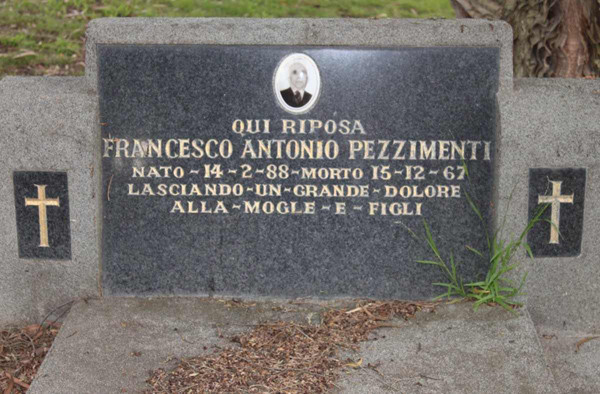 QUI RIPOSA
FRANCESCO ANTONIO PEZZIMENTI
NATO-14-2-88-MORTO 15-12-67
LASCIANDO-UN-GRANDE-DOLORE
ALLA-MOGLE-E-FIGLI